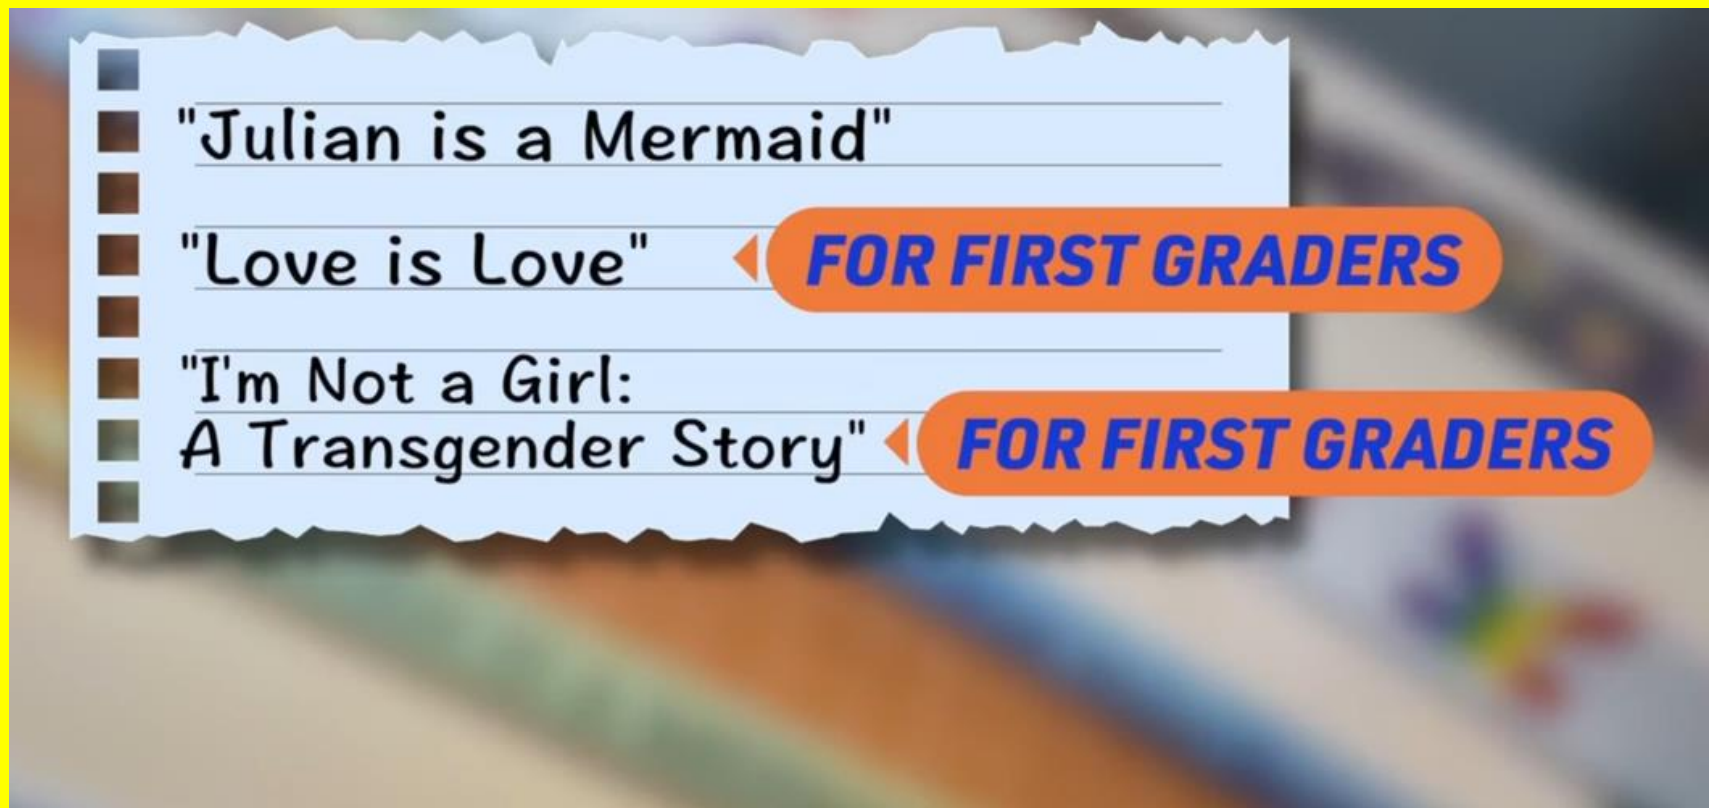 "Julian is a Mermaid"
"Love is Love"
FOR FIRST GRADERS
"I'm Not a Girl:
A Transgender Story"
FOR FIRST GRADERS